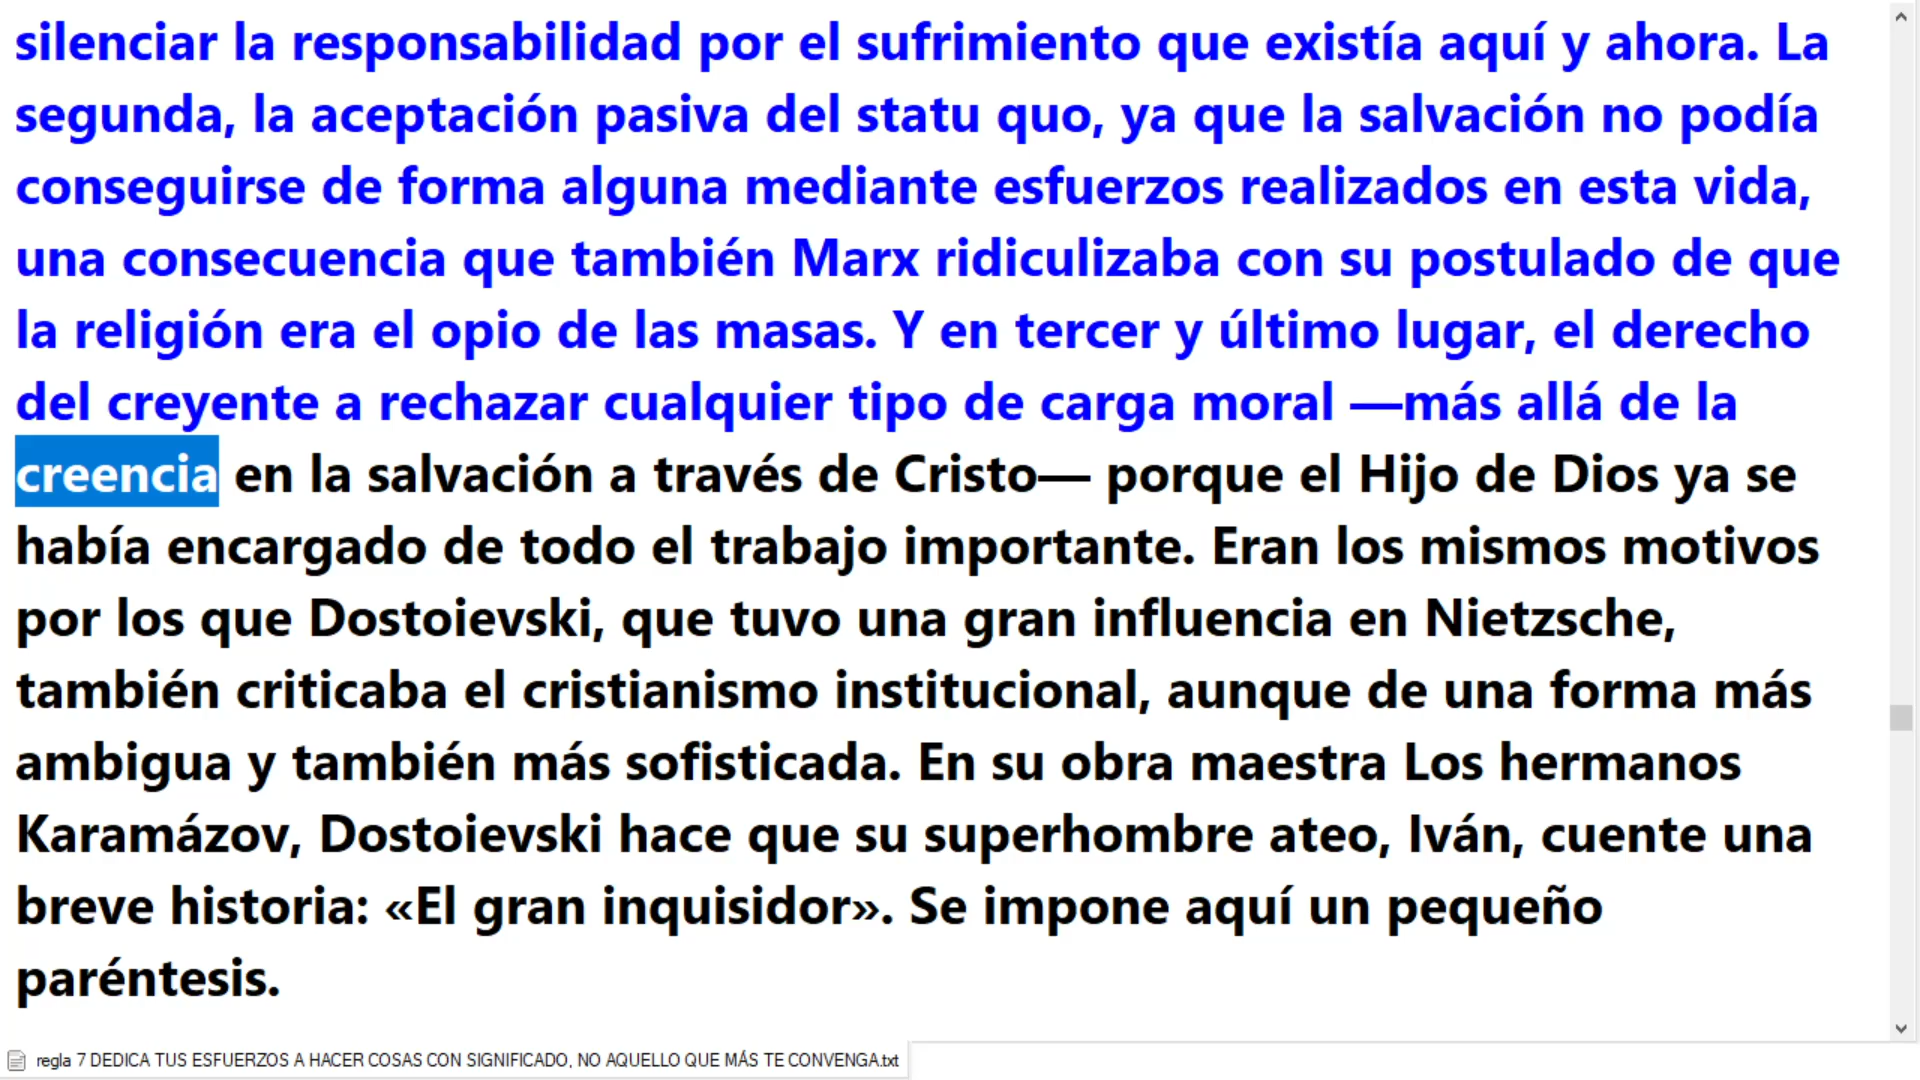 silenciar la responsabilidad por el sufrimiento que existía aquí y ahora. La
segunda, la aceptación pasiva del statu quo, ya que la salvación no podía
conseguirse de forma alguna mediante esfuerzos realizados en esta vida,
una consecuencia que también Marx ridiculizaba con su postulado de que
la religión era el opio de las masas. Y en tercer y último lugar, el derecho
del creyente a rechazar cualquier tipo de carga moral —más allá de la
creencia en la salvación a través de Cristo— porque el Hijo de Dios ya se
había encargado de todo el trabajo importante. Eran los mismos motivos
por los que Dostoievski, que tuvo una gran influencia en Nietzsche,
también criticaba el cristianismo institucional, aunque de una forma más
ambigua y también más sofisticada. En su obra maestra Los hermanos
Karamázov, Dostoievski hace que su superhombre ateo, Iván, cuente una
breve historia: «El gran inquisidor». Se impone aquí un pequeño
paréntesis.
regla 7 DEDICA TUS ESFUERZOS A HACER COSAS CON SIGNIFICADO, NO AQUELLO QUE MÁS TE CONVENGA.txt